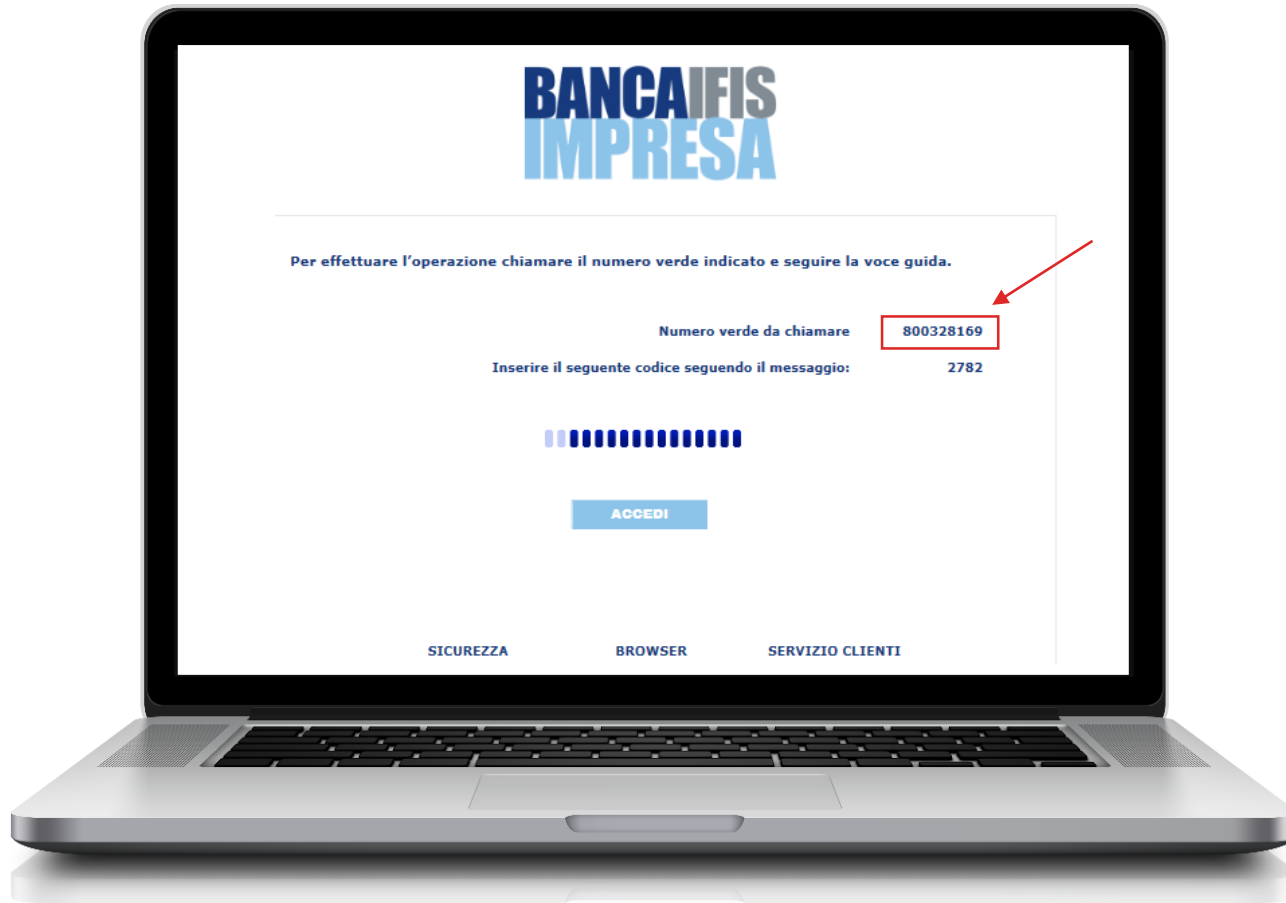 BANCAIFIS
IMPRESA
Per effettuare l'operazione chiamare il numero verde indicato e seguire la voce guida.
Numero verde da chiamare 800328169
Inserire il seguente codice seguendo il messaggio: 2782
ACCEDI
SICUREZZA BROWSER SERVIZIO CLIENTI